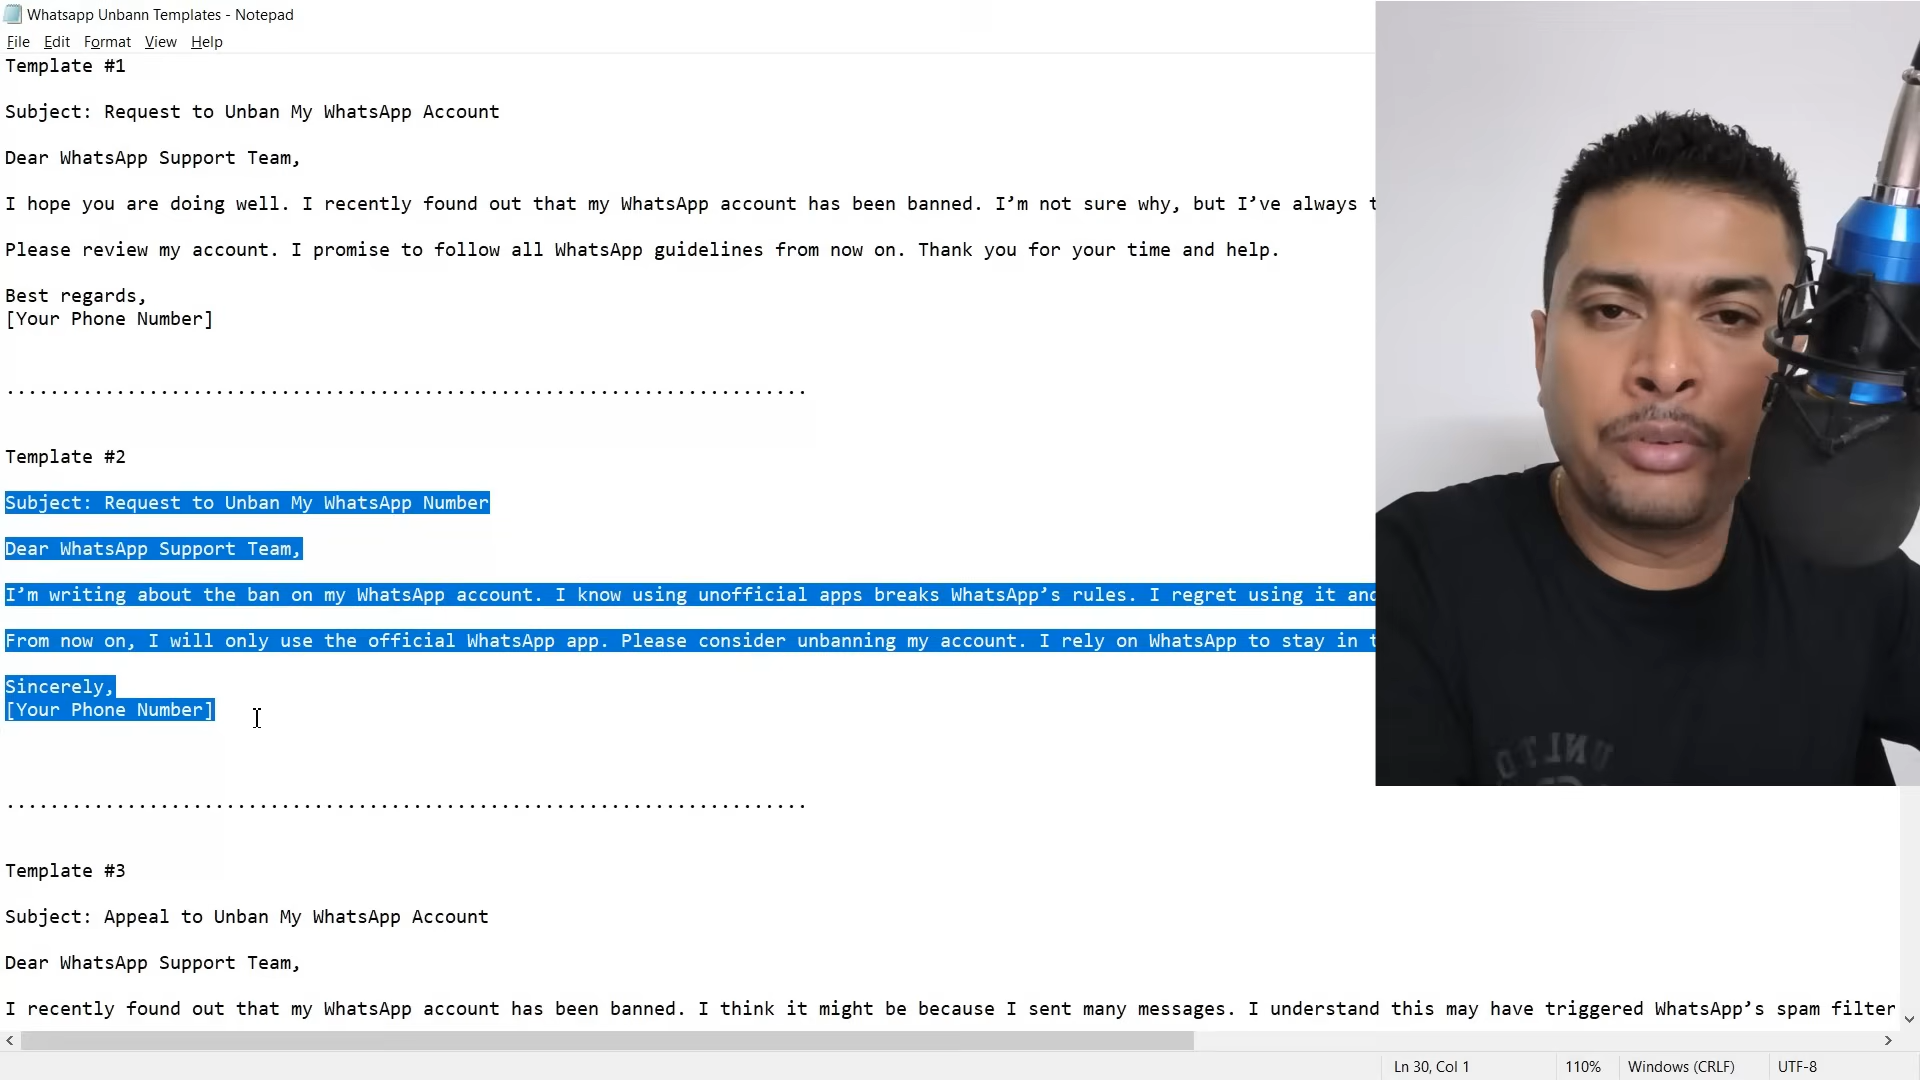 Whatsapp Unbann Templates - Notepad
File Edit Format View Help
Template #1
Subject: Request to Unban My WhatsApp Account
Dear WhatsApp Support Team,
I hope you are doing well. I recently found out that my WhatsApp account has been banned. I’m not sure why, but I’ve always
Please review my account. I promise to follow all WhatsApp guidelines from now on. Thank you for your time and help.
Best regards,
[Your Phone Number]
.........................................................................
Template #2
Subject: Request to Unban My WhatsApp Number
Dear WhatsApp Support Team,
I’m writing about the ban on my WhatsApp account. I know using unofficial apps breaks WhatsApp’s rules. I regret using it and
From now on, I will only use the official WhatsApp app. Please consider unbanning my account. I rely on WhatsApp to stay in
Sincerely,
[Your Phone Number]
.........................................................................
Template #3
Subject: Appeal to Unban My WhatsApp Account
Dear WhatsApp Support Team,
I recently found out that my WhatsApp account has been banned. I think it might be because I sent many messages. I understand this may have triggered WhatsApp’s spam filter
Ln 30, Col 1 110% Windows (CRLF) UTF-8